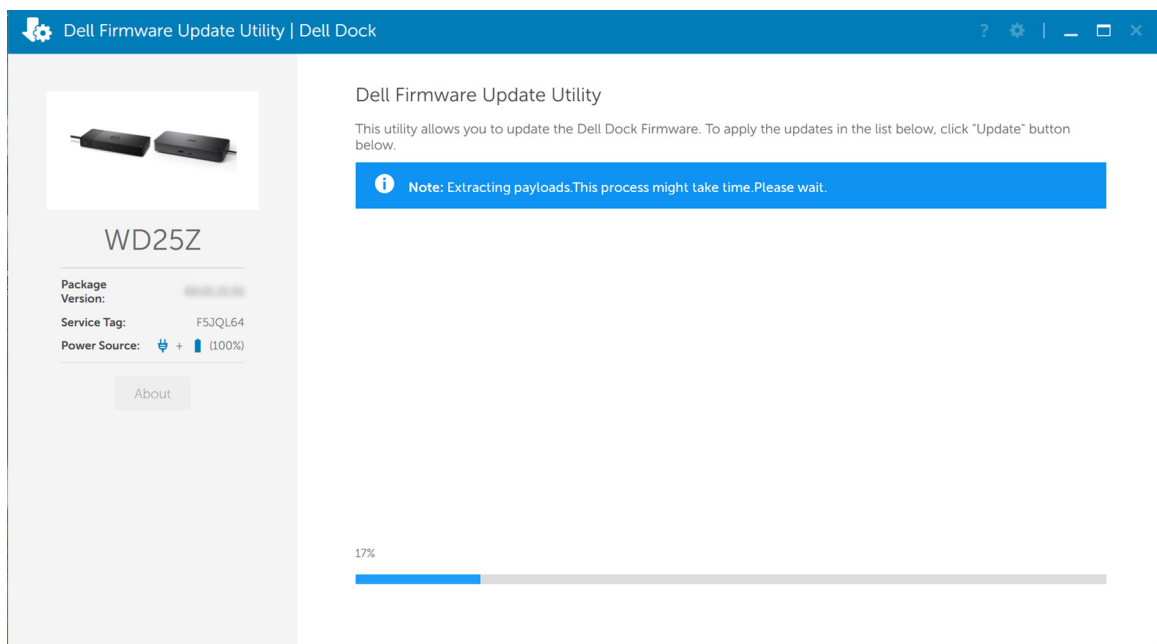 Dell Firmware Update Utility | Dell Dock
?
Dell Firmware Update Utility
This utility allows you to update the Dell Dock Firmware. To apply the updates in the list below, click "Update" button
below.
Note: Extracting payloads.This process might take time.Please wait.
WD25Z
Package
Version:
Service Tag: F5JQL64
Power Source: + (100%)
About
17%